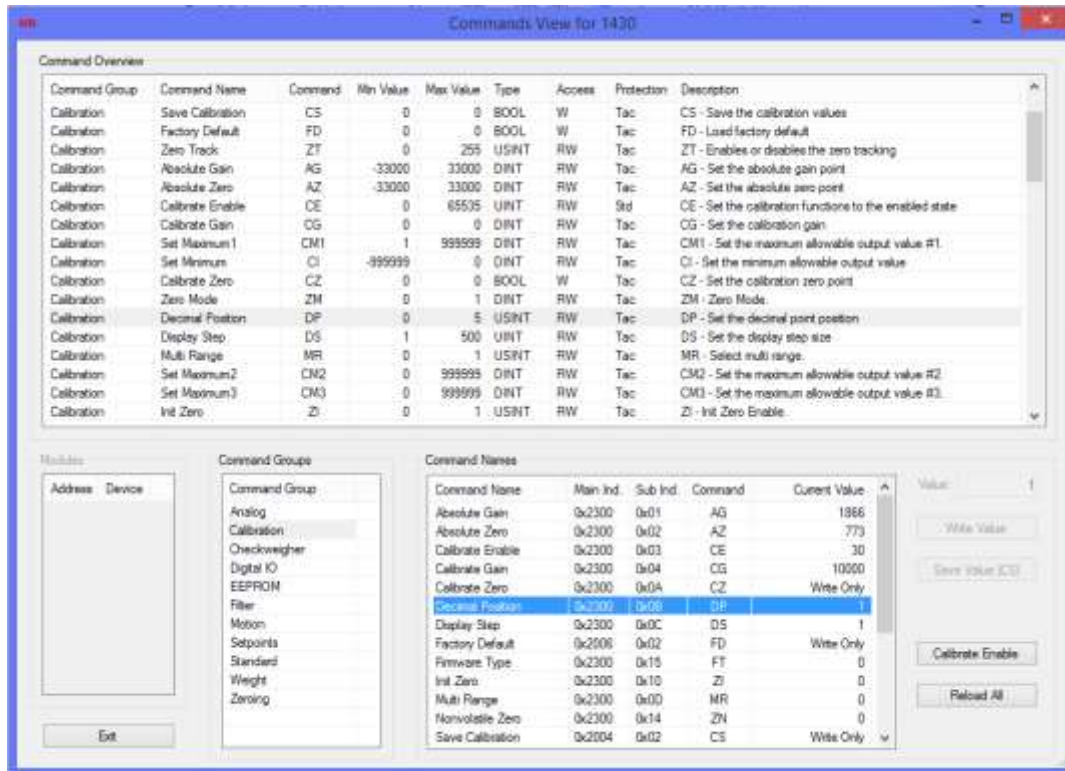 Commands View for 1430
Command Overview
Command Group Command Name Command Min Value Max Value Type Access Protection Description
Calibration Save Calibration CS 0 0 BOOL W Tac CS - Save the calibration values
Calibration Factory Default FD 0 0 BOOL W Tac FD - Load factory default
Calibration Zero Track ZT 0 255 USINT RW Tac ZT - Enables or disables the zero tracking
Calibration Absolute Gain AG -33000 33000 DINT RW Tac AG - Set the absolute gain point
Calibration Absolute Zero AZ -33000 33000 DINT RW Tac AZ - Set the absolute zero point
Calibration Calibrate Enable CE 0 65535 UINT RW Std CE - Set the calibration functions to the enabled state
Calibration Calibrate Gain CG 0 0 DINT RW Tac CG - Set the calibration gain
Calibration Set Maximum1 CM1 1 999999 DINT RW Tac CM1 - Set the maximum allowable output value #1.
Calibration Set Minimum CI -999999 0 DINT RW Tac CI - Set the minimum allowable output value
Calibration Calibrate Zero CZ 0 0 BOOL W Tac CZ - Set the calibration zero point
Calibration Zero Mode ZM 0 1 DINT RW Tac ZM - Zero Mode.
Calibration Decimal Position DP 0 5 USINT RW Tac DP - Set the decimal point position
Calibration Display Step DS 1 500 UINT RW Tac DS - Set the display step size
Calibration Multi Range MR 0 1 USINT RW Tac MR - Select multi range.
Calibration Set Maximum2 CM2 0 999999 DINT RW Tac CM2 - Set the maximum allowable output value #2.
Calibration Set Maximum3 CM3 0 999999 DINT RW Tac CM3 - Set the maximum allowable output value #3.
Calibration Init Zero ZI 0 1 USINT RW Tac ZI - Init Zero Enable.
Modules
Address Device
Exit
Command Groups
Command Group
Analog
Calibration
Checkweigher
Digital IO
EEPROM
Filter
Motion
Setpoints
Standard
Weight
Zeroing
Command Names
Command Name Main Ind. Sub Ind. Command Current Value
Absolute Gain 0x2300 0x01 AG 1866
Absolute Zero 0x2300 0x02 AZ 773
Calibrate Enable 0x2300 0x03 CE 30
Calibrate Gain 0x2300 0x04 CG 10000
Calibrate Zero 0x2300 0x0A CZ Write Only
Decimal Position 0x2300 DP 1
Display Step 0x2300 0x0C DS 1
Factory Default 0x2006 0x02 FD Write Only
Firmware Type 0x2300 0x15 FT 0
Init Zero 0x2300 0x10 ZI 0
Multi Range 0x2300 0x0D MR 0
Nonvolatile Zero 0x2300 0x14 ZN 0
Save Calibration 0x2004 0x02 CS Write Only
Value: 1
Write Value
Save Value (CS)
Calibrate Enable
Reload All